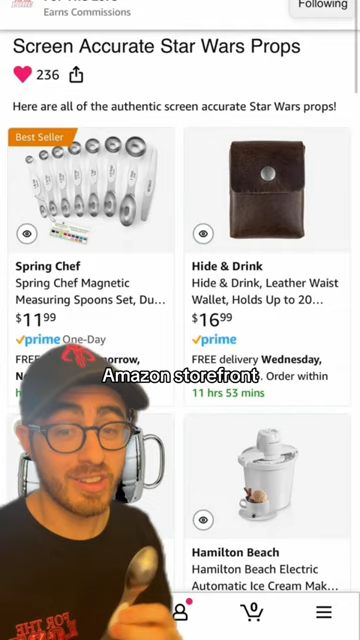 Earns Commissions
Following
Screen Accurate Star Wars Props
236
Here are all of the authentic screen accurate Star Wars props!
Best Seller
Spring Chef
Spring Chef Magnetic
Measuring Spoons Set, Du...
$11 99
prime One-Day
Hide & Drink
Hide & Drink, Leather Waist
Wallet, Holds Up to 20...
$16 99
prime
FREE delivery Wednesday,
Order within
11 hrs 53 mins
Amazon storefront
FOR THE
Hamilton Beach
Hamilton Beach Electric
Automatic Ice Cream Mak...
0